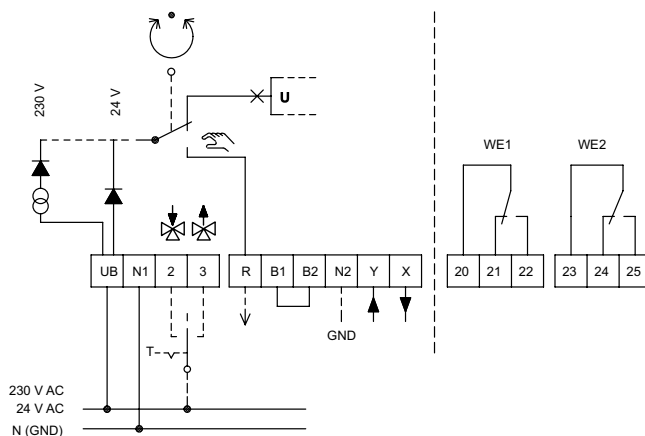 230 V
24 V
U
WE1
WE2
UB N1 2 3 R B1 B2 N2 Y X
20 21 22
23 24 25
GND
T
230 V AC
24 V AC
N (GND)